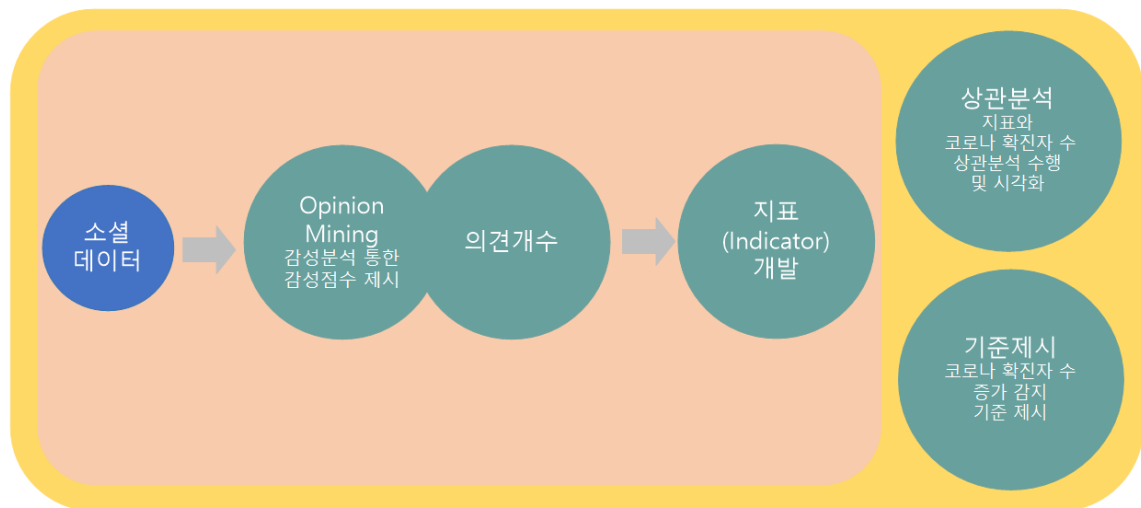 소셜
데이터
Opinion
Mining
감성분석 통한
감성점수 제시
의견개수
지표
(Indicator)
개발
상관분석
지표와
코로나 확진자 수
상관분석 수행
및 시각화
기준제시
코로나 확진자 수
증가 감지
기준 제시